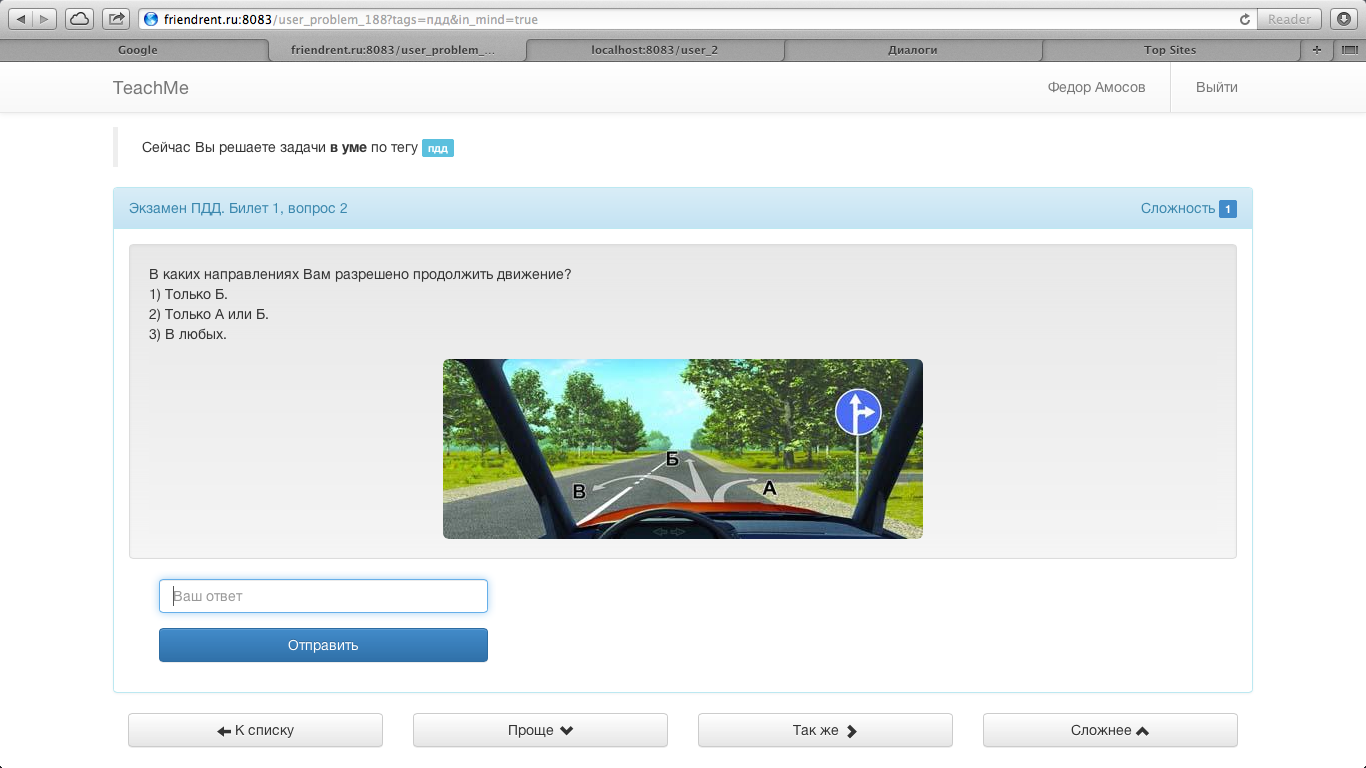 friendrent.ru:8083/user_problem_188?tags=пдд&in_mind=true
Reader
Google
friendrent.ru:8083/user_problem_...
localhost:8083/user_2
Диалоги
Top Sites
TeachMe
Федор Амосов
Выйти
Сейчас Вы решаете задачи в уме по тегу пдд
Экзамен ПДД. Билет 1, вопрос 2
Сложность 1
В каких направлениях Вам разрешено продолжить движение?
1) Только Б.
2) Только А или Б.
3) В любых.
Б
В
А
Ваш ответ
Отправить
К списку
Проще
Так же
Сложнее